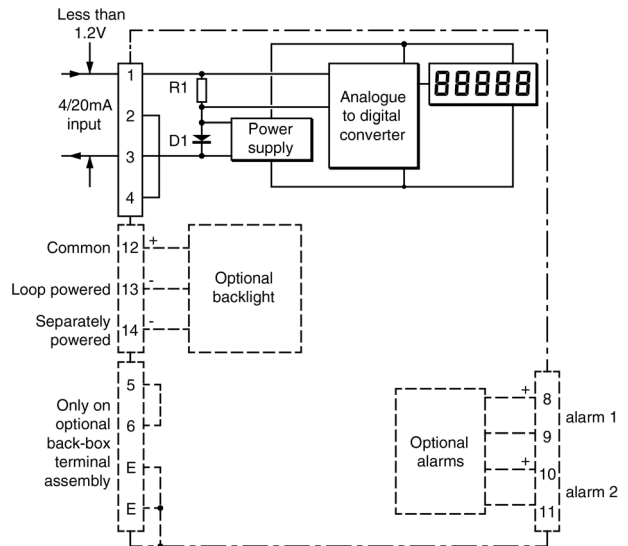 Less than
1.2V
4/20mA
input
1
2
3
4
R1
D1
Power
supply
Analogue
to digital
converter
88888
Common
Loop powered
Separately
powered
12
+
13
-
14
-
Optional
backlight
Only on
optional
back-box
terminal
assembly
5
6
E
E
Optional
alarms
+
8
9
+
10
11
alarm 1
alarm 2